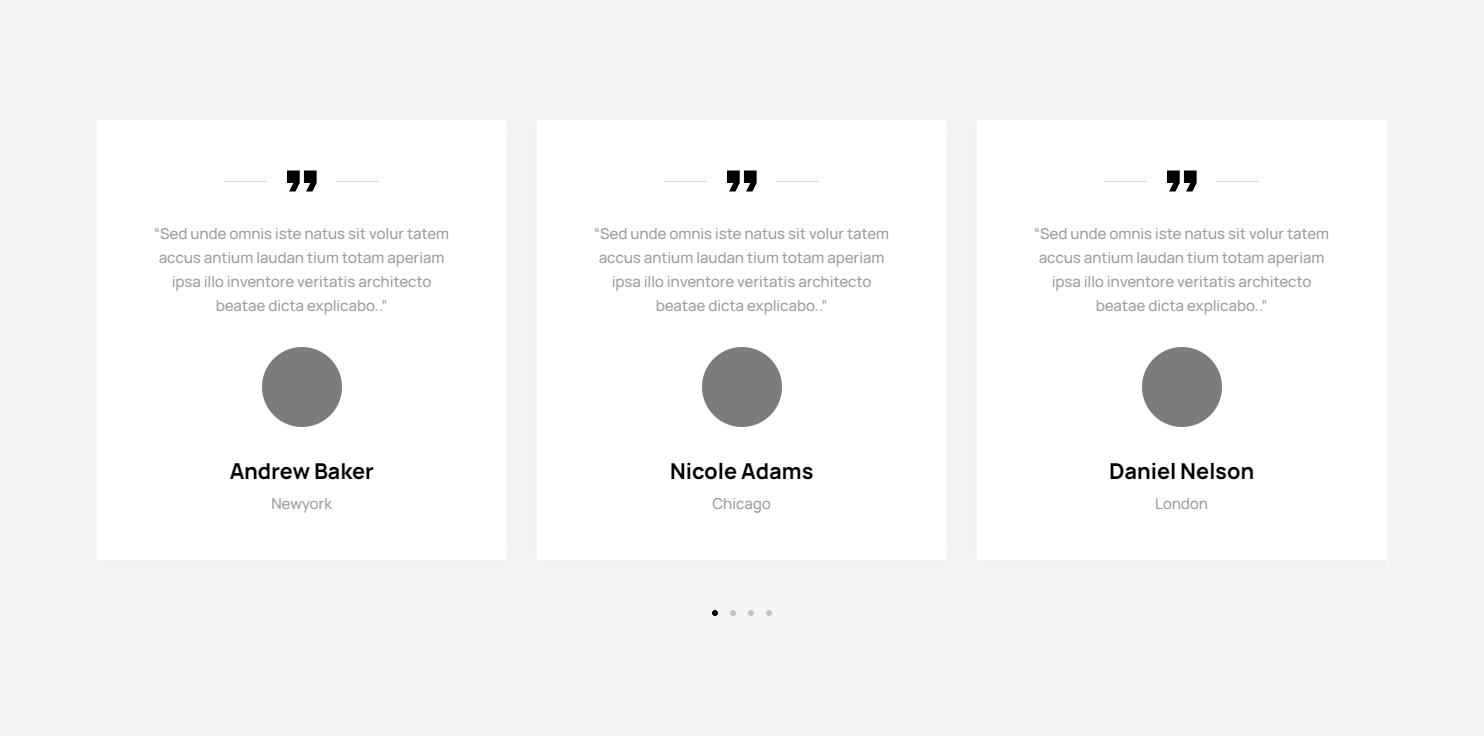 “Sed unde omnis iste natus sit volur tatem
accus antium laudan tium totam aperiam
ipsa illo inventore veritatis architecto
beatae dicta explicabo..”
Andrew Baker
Newyork
“Sed unde omnis iste natus sit volur tatem
accus antium laudan tium totam aperiam
ipsa illo inventore veritatis architecto
beatae dicta explicabo..”
Nicole Adams
Chicago
“Sed unde omnis iste natus sit volur tatem
accus antium laudan tium totam aperiam
ipsa illo inventore veritatis architecto
beatae dicta explicabo..”
Daniel Nelson
London